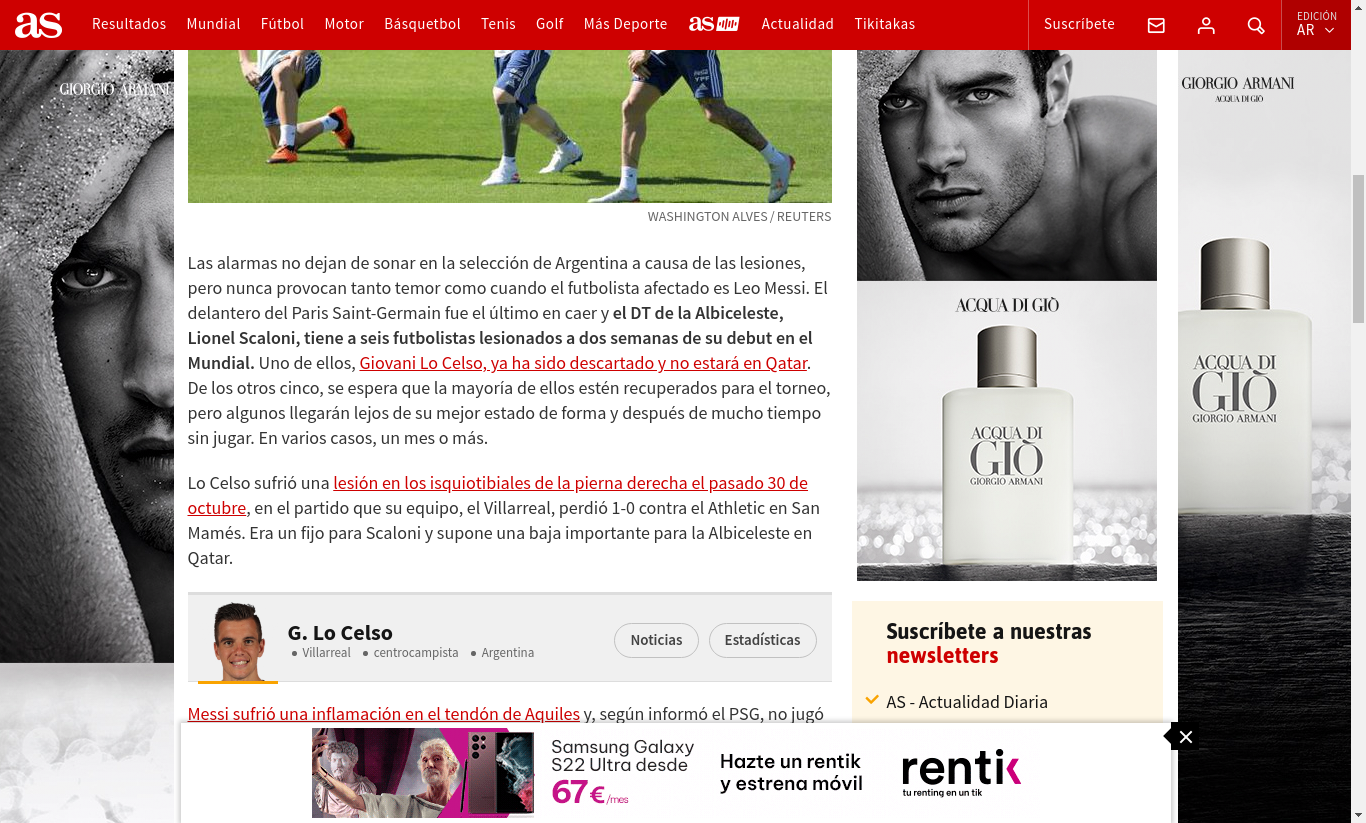 as
Resultados
Mundial
Fútbol
Motor
Básquetbol
Tenis
Golf
Más Deporte
as
Actualidad
Tikitakas
Suscríbete
EDICIÓN
AR
GIORGIO ARMANI
GIORGIO ARMANI
ACQUA DI GIÒ
WASHINGTON ALVES / REUTERS
Las alarmas no dejan de sonar en la selección de Argentina a causa de las lesiones,
pero nunca provocan tanto temor como cuando el futbolista afectado es Leo Messi. El
delantero del Paris Saint-Germain fue el último en caer y el DT de la Albiceleste,
Lionel Scaloni, tiene a seis futbolistas lesionados a dos semanas de su debut en el
Mundial. Uno de ellos, Giovani Lo Celso, ya ha sido descartado y no estará en Qatar.
De los otros cinco, se espera que la mayoría de ellos estén recuperados para el torneo,
pero algunos llegarán lejos de su mejor estado de forma y después de mucho tiempo
sin jugar. En varios casos, un mes o más.
Lo Celso sufrió una lesión en los isquiotibiales de la pierna derecha el pasado 30 de
octubre, en el partido que su equipo, el Villarreal, perdió 1-0 contra el Athletic en San
Mamés. Era un fijo para Scaloni y supone una baja importante para la Albiceleste en
Qatar.
G. Lo Celso
Villarreal
centrocampista
Argentina
Noticias
Estadísticas
Messi sufrió una inflamación en el tendón de Aquiles y, según informó el PSG, no jugó
ACQUA DI GIÒ
ACQUA DI
GIÒ
GIORGIO ARMANI
ACQUA DI
GIÒ
GIORGIO ARMANI
Suscríbete a nuestras
newsletters
AS - Actualidad Diaria
Samsung Galaxy
S22 Ultra desde
67€/mes
Hazte un rentik
y estrena móvil
rentik
tu renting en un tik